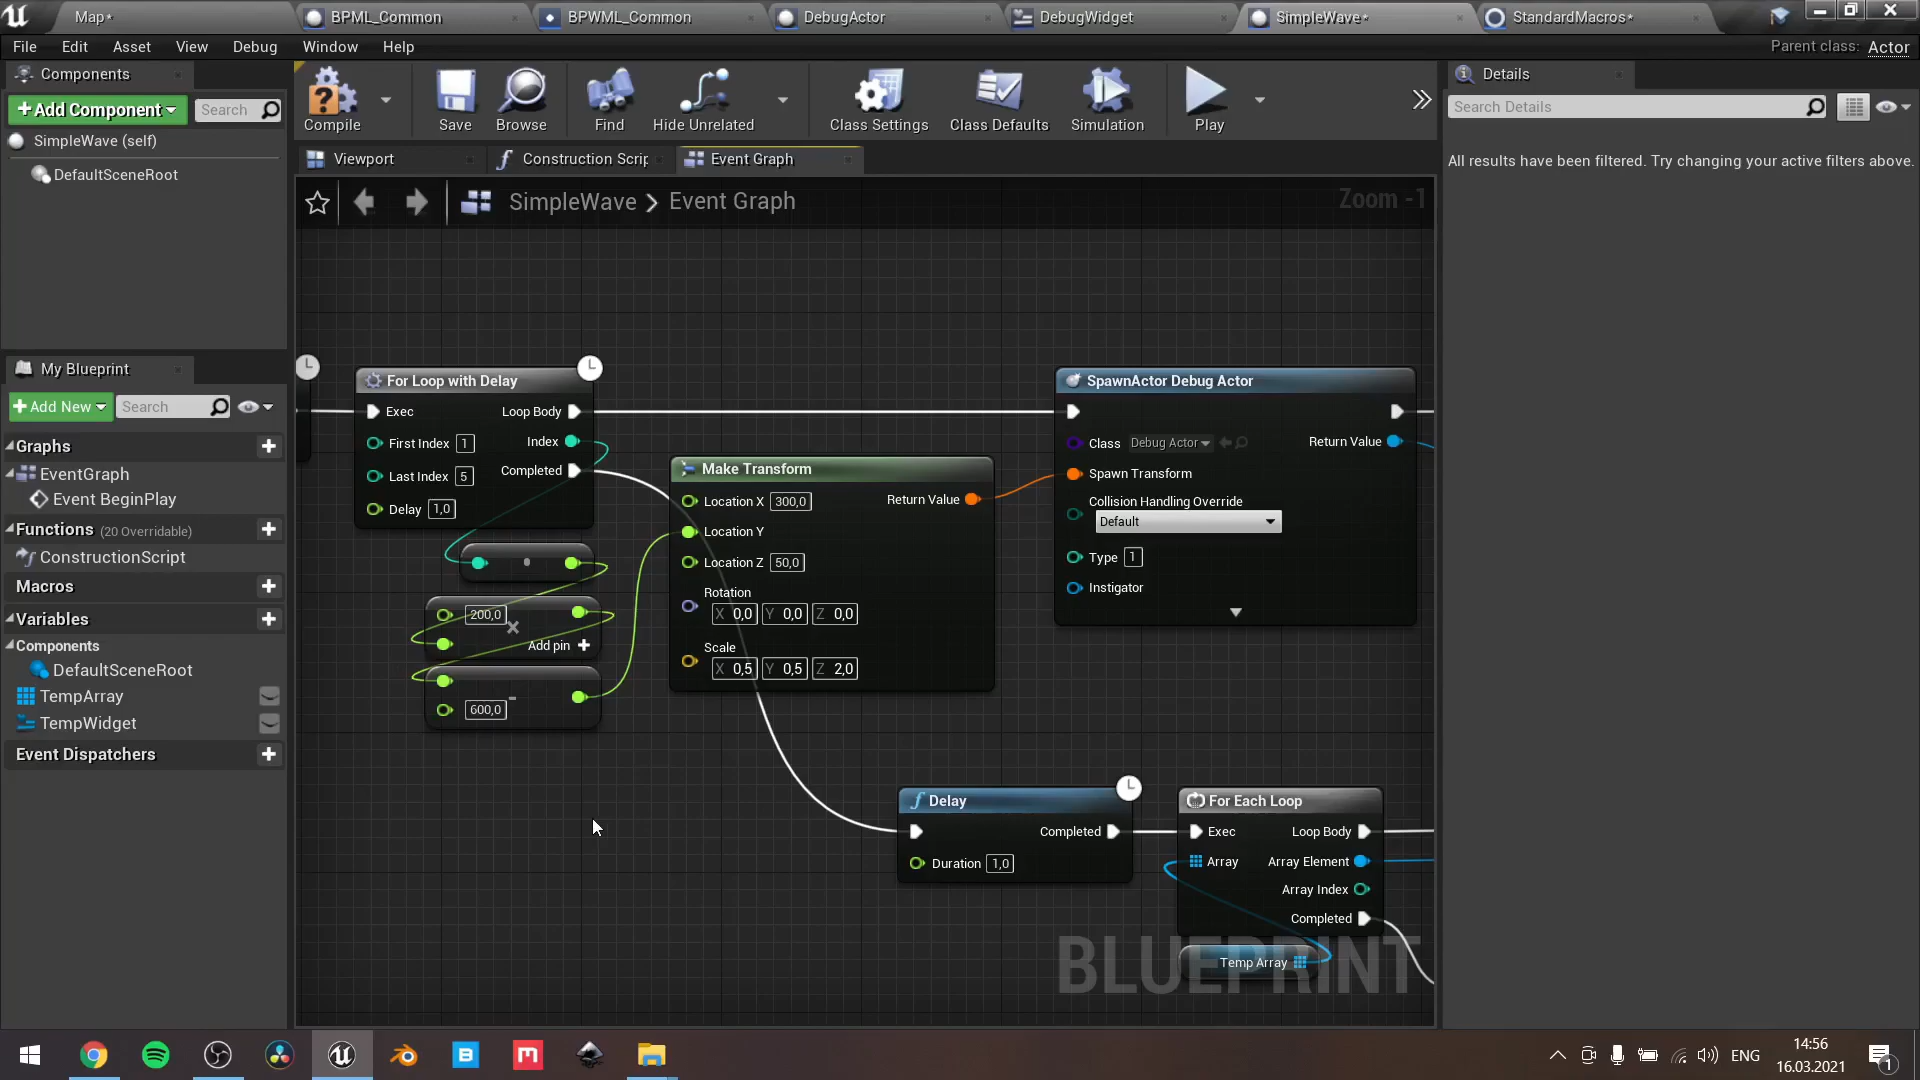 Map*
BPML_Common
BPWML_Common
DebugActor
DebugWidget
SimpleWave*
StandardMacros*
File Edit Asset View Debug Window Help
Parent class: Actor
Components
+Add Component
Search
SimpleWave (self)
DefaultSceneRoot
My Blueprint
+Add New
Search
Graphs
EventGraph
Event BeginPlay
Functions (20 Overridable)
ConstructionScript
Macros
Variables
Components
DefaultSceneRoot
TempArray
TempWidget
Event Dispatchers
Compile
Save
Browse
Find
Hide Unrelated
Class Settings
Class Defaults
Simulation
Play
Viewport
Construction Scrip
Event Graph
SimpleWave > Event Graph
Zoom -1
For Loop with Delay
Exec
Loop Body
First Index 1
Index
Last Index 5
Completed
Delay 1,0
200,0
×
Add pin +
-
600,0
Make Transform
Location X 300,0
Return Value
Location Y
Location Z 50,0
Rotation
X 0,0 Y 0,0 Z 0,0
Scale
X 0,5 Y 0,5 Z 2,0
SpawnActor Debug Actor
Class Debug Actor
Return Value
Spawn Transform
Collision Handling Override
Default
Type 1
Instigator
Delay
Completed
Duration 1,0
For Each Loop
Exec
Loop Body
Array
Array Element
Array Index
Completed
Temp Array
BLUEPRINT
Details
Search Details
All results have been filtered. Try changing your active filters above.
ENG
14:56
16.03.2021
1